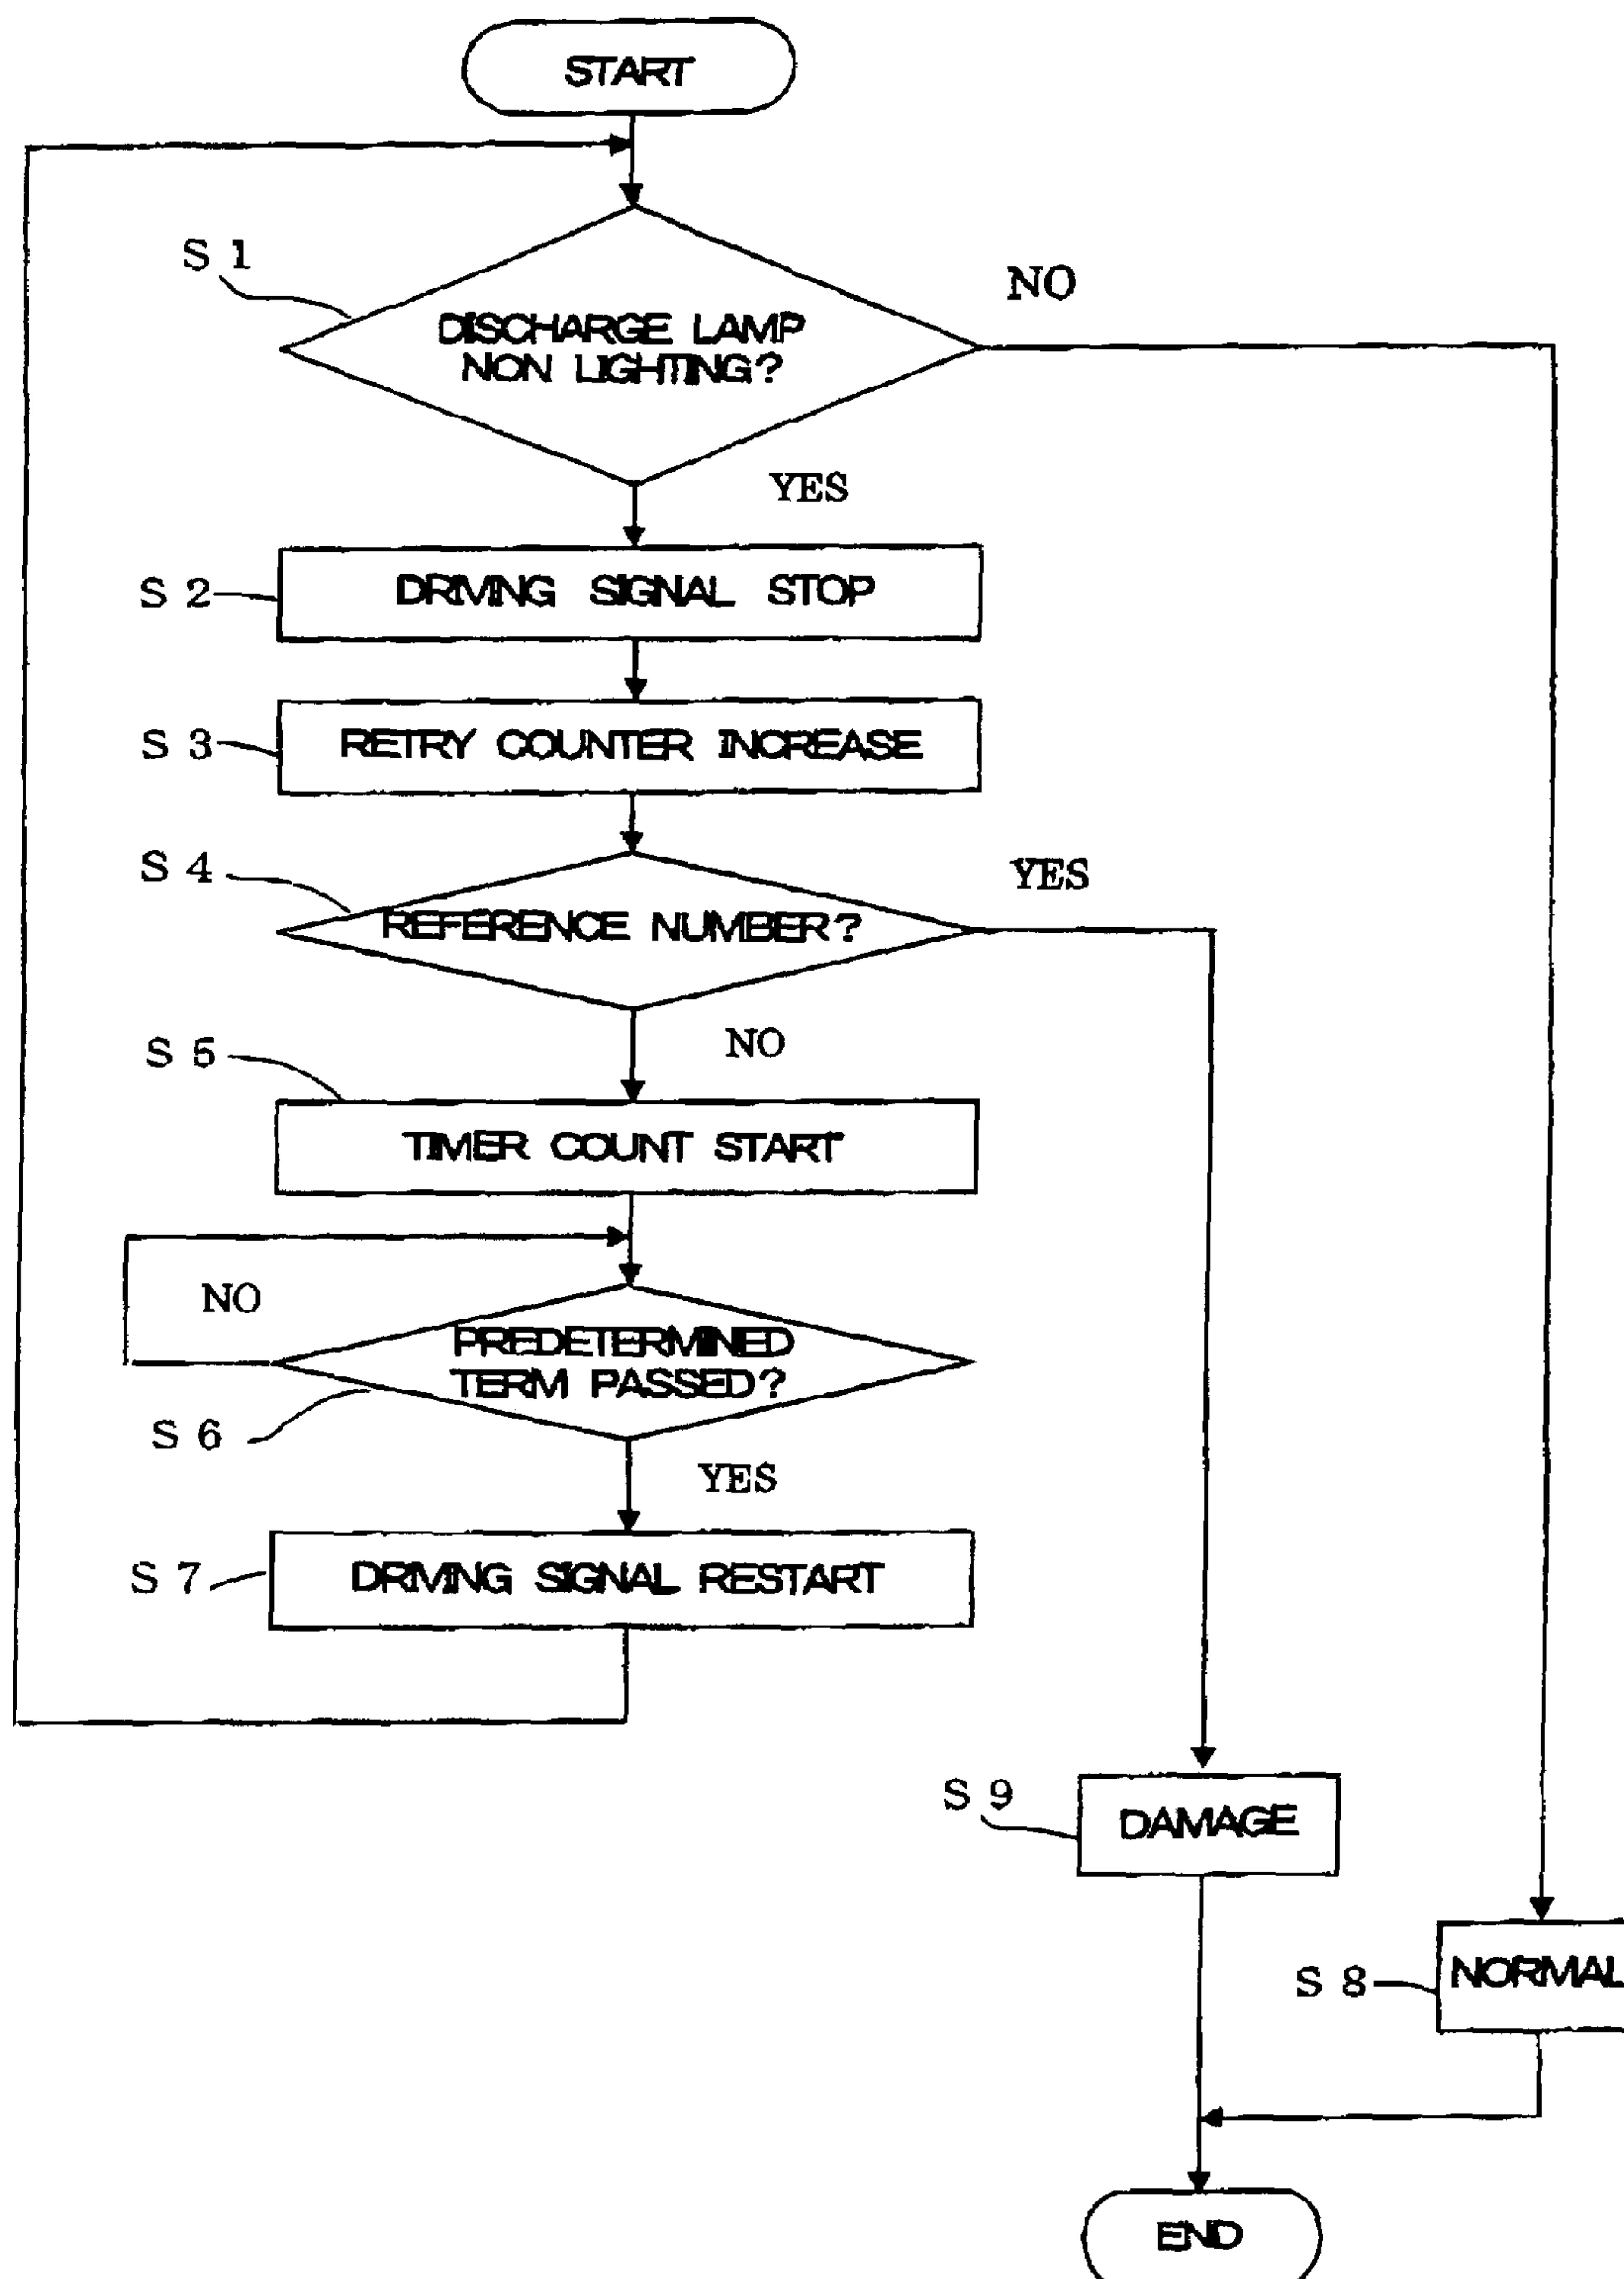 START
S 1
NO
DISCHARGE LAMP
NON LIGHTING?
YES
S 2
DRIVING SIGNAL STOP
S 3
RETRY COUNTER INCREASE
S 4
YES
REFERENCE NUMBER?
NO
S 5
TIMER COUNT START
NO
PREDETERMINED
TERM PASSED?
S 6
YES
S 7
DRIVING SIGNAL RESTART
S 9
DAMAGE
S 8
NORMAL
END